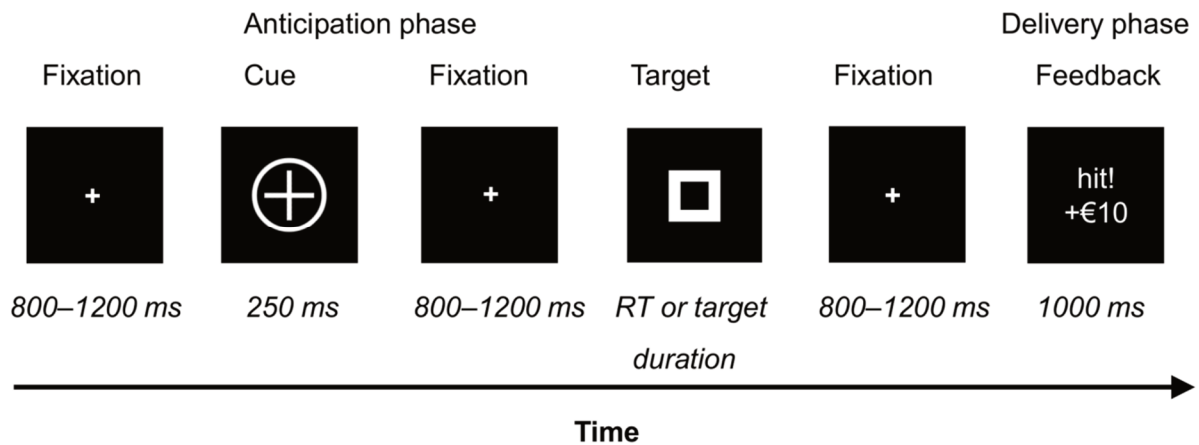 Anticipation phase Delivery phase
Fixation Cue Fixation Target Fixation Feedback
hit!
+€10
800–1200 ms 250 ms 800–1200 ms RT or target 800–1200 ms 1000 ms
duration
Time